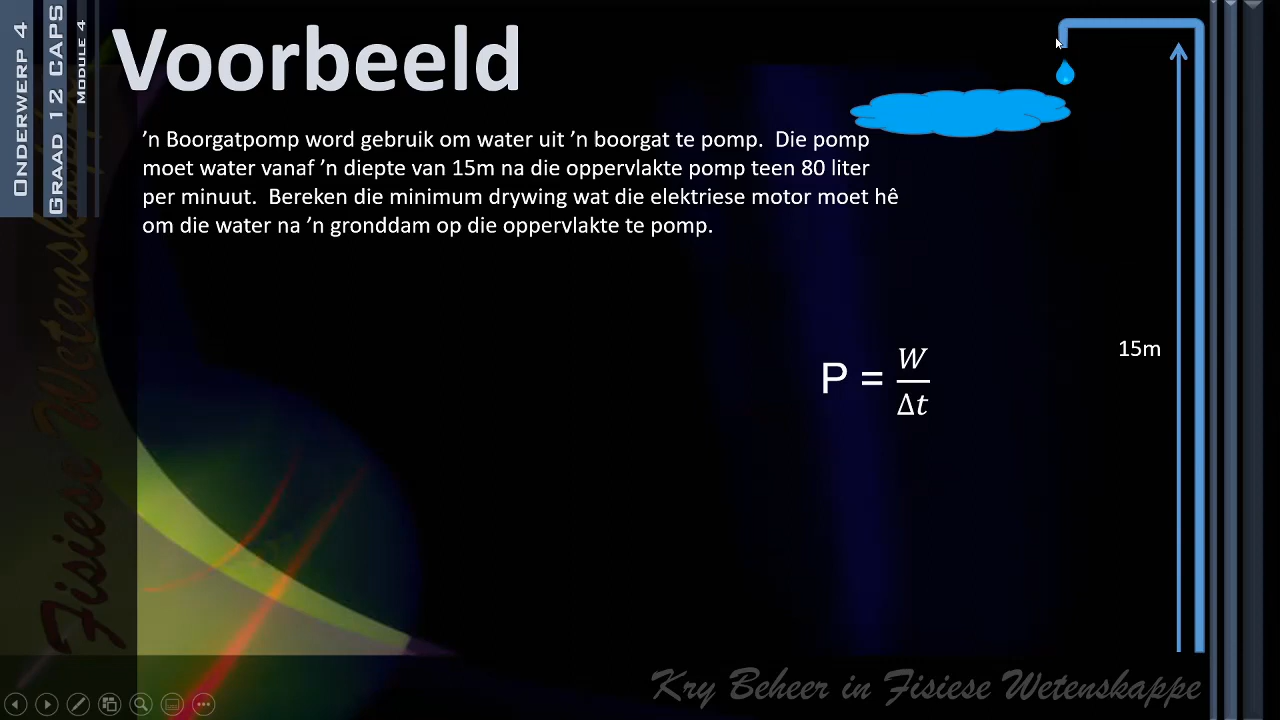 ONDERWERP 4
GRAAD 12 CAPS
MODULE 4
Voorbeeld
’n Boorgatpomp word gebruik om water uit ’n boorgat te pomp. Die pomp
moet water vanaf ’n diepte van 15m na die oppervlakte pomp teen 80 liter
per minuut. Bereken die minimum drywing wat die elektriese motor moet hê
om die water na ’n gronddam op die oppervlakte te pomp.
15m
P = W/Δt
Fisiese Wetenskappe
Kry Beheer in Fisiese Wetenskappe